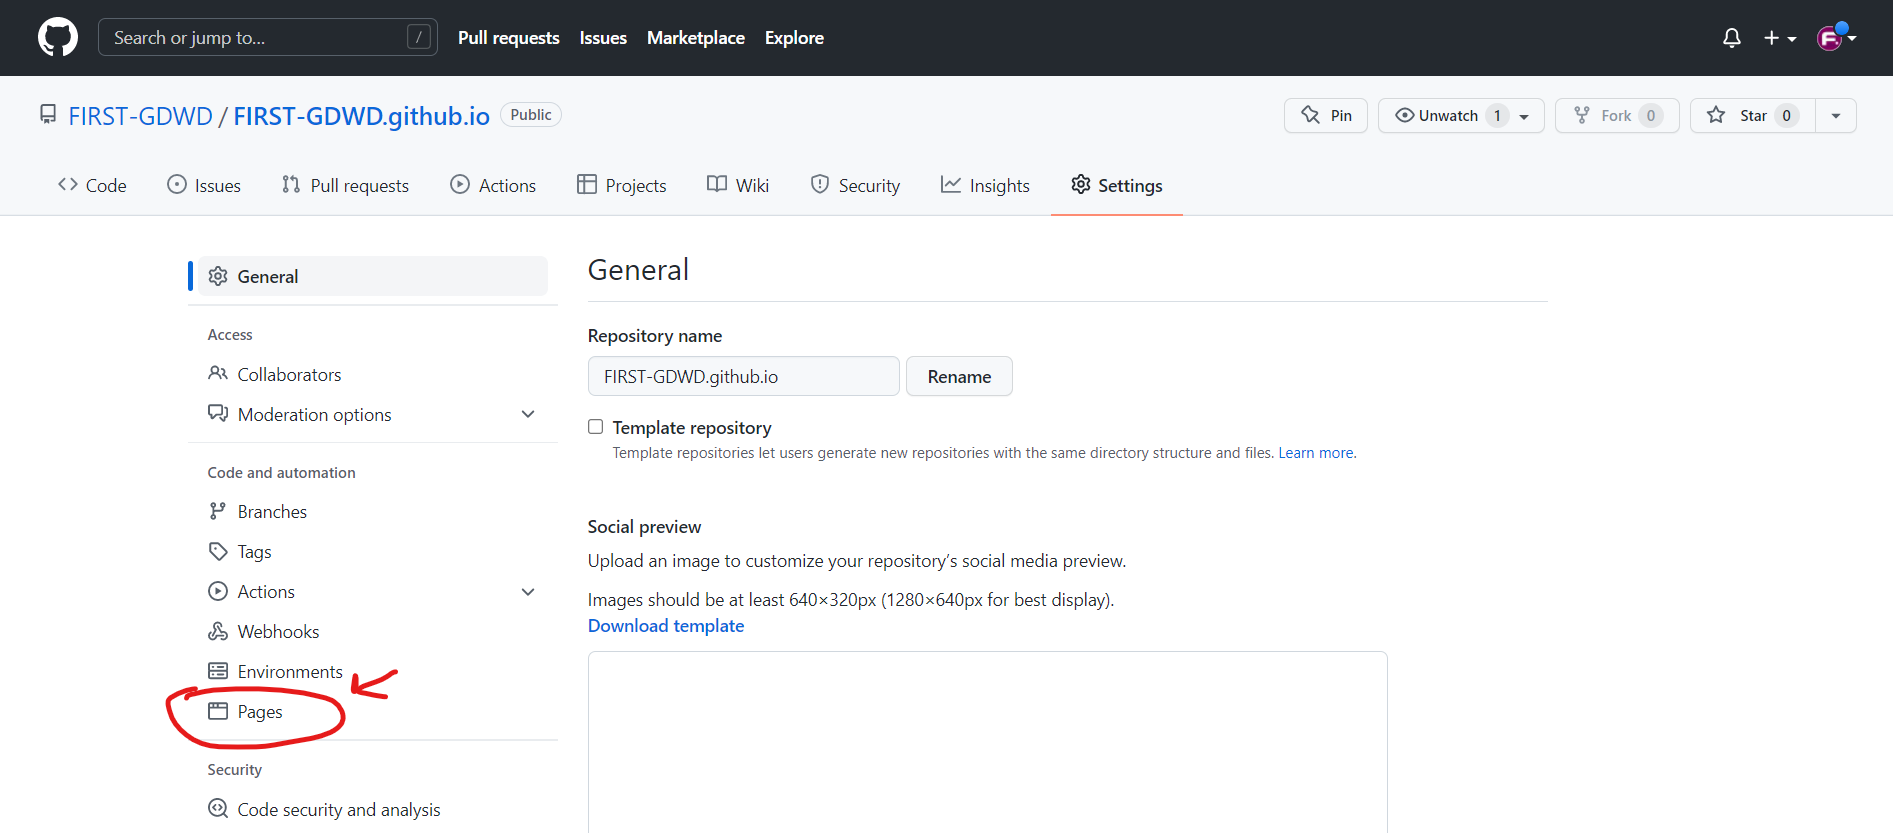 Search or jump to... /
Pull requests Issues Marketplace Explore
FIRST-GDWD / FIRST-GDWD.github.io Public
Pin Unwatch 1 Fork 0 Star 0
Code Issues Pull requests Actions Projects Wiki Security Insights Settings
General
Access
Collaborators
Moderation options
Code and automation
Branches
Tags
Actions
Webhooks
Environments
Pages
Security
Code security and analysis
General
Repository name
FIRST-GDWD.github.io Rename
Template repository
Template repositories let users generate new repositories with the same directory structure and files. Learn more.
Social preview
Upload an image to customize your repository’s social media preview.
Images should be at least 640×320px (1280×640px for best display).
Download template